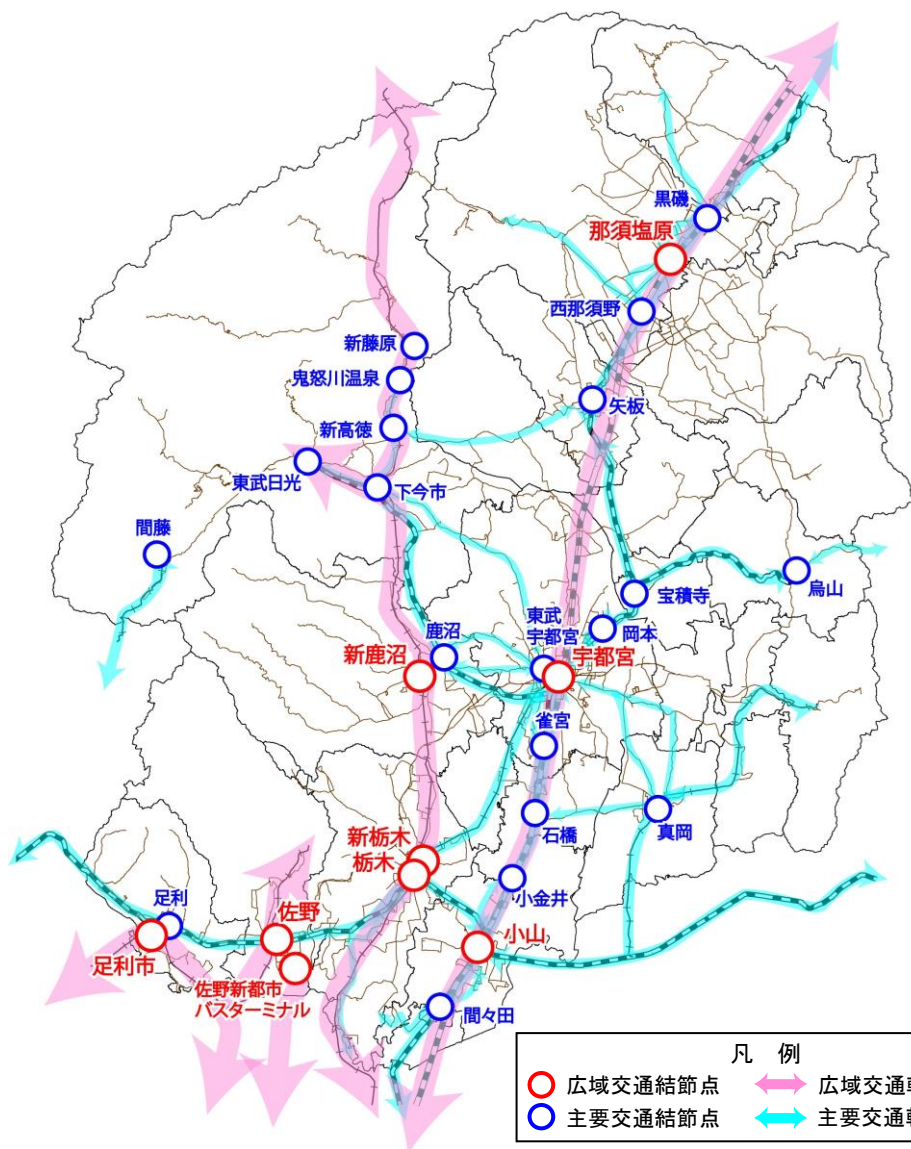 黒磯
那須塩原
西那須野
新藤原
鬼怒川温泉
矢板
新高徳
東武日光
下今市
間藤
烏山
宝積寺
東武
宇都宮
岡本
鹿沼
新鹿沼
宇都宮
雀宮
石橋
真岡
新栃木
栃木
小金井
足利
佐野
小山
足利市
佐野新都市
バスターミナル
間々田
凡 例
広域交通結節点
広域交通
主要交通結節点
主要交通